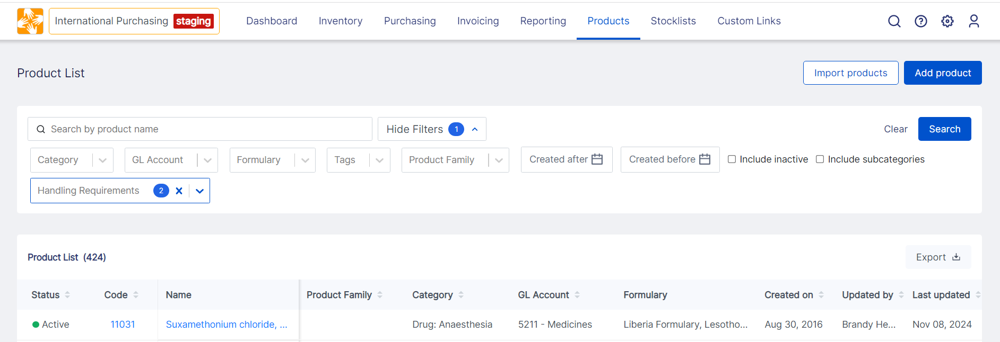 International Purchasing staging Dashboard Inventory Purchasing Invoicing Reporting Products Stocklists Custom Links
Product List Import products Add product
Search by product name Hide Filters 1 Clear Search
Category GL Account Formulary Tags Product Family Created after Created before Include inactive Include subcategories
Handling Requirements 2
Product List (424) Export
Status Code Name Product Family Category GL Account Formulary Created on Updated by Last updated
Active 11031 Suxamethonium chloride, ... Drug: Anaesthesia 5211 - Medicines Liberia Formulary, Lesotho... Aug 30, 2016 Brandy He... Nov 08, 2024